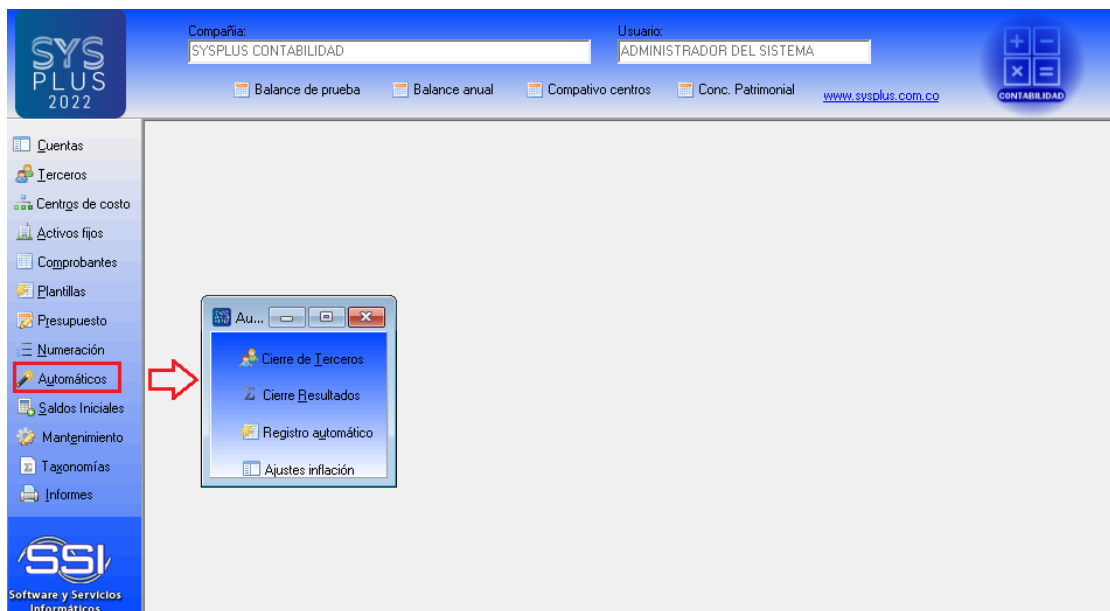 SYS
PLUS
2022
Compañia:
SYSPLUS CONTABILIDAD
Usuario:
ADMINISTRADOR DEL SISTEMA
Balance de prueba
Balance anual
Compativo centros
Conc. Patrimonial
www.sysplus.com.co
CONTABILIDAD
Cuentas
Terceros
Centros de costo
Activos fijos
Comprobantes
Plantillas
Presupuesto
Numeración
Automáticos
Saldos Iniciales
Mantenimiento
Taxonomías
Informes
Au...
Cierre de Terceros
Cierre Resultados
Registro automático
Ajustes inflación
SSI
Software y Servicios
Informáticos